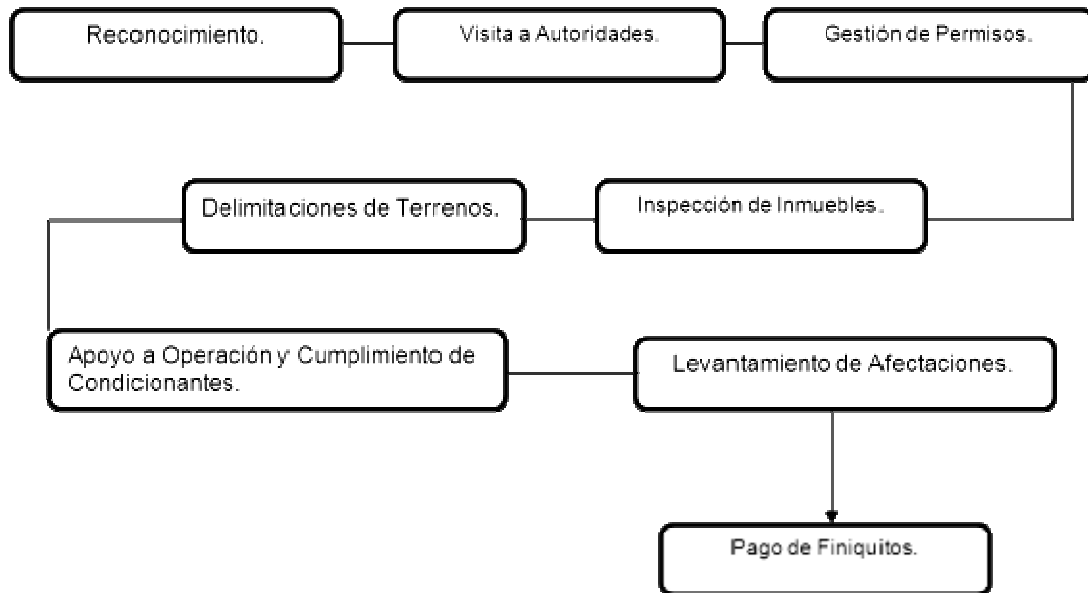 Reconocimiento.
Visita a Autoridades.
Gestión de Permisos.
Delimitaciones de Terrenos.
Inspección de Inmuebles.
Apoyo a Operación y Cumplimiento de
Condicionantes.
Levantamiento de Afectaciones.
Pago de Finiquitos.